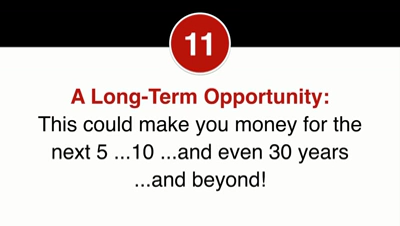 11
A Long-Term Opportunity:
This could make you money for the
next 5 ...10 ...and even 30 years
...and beyond!